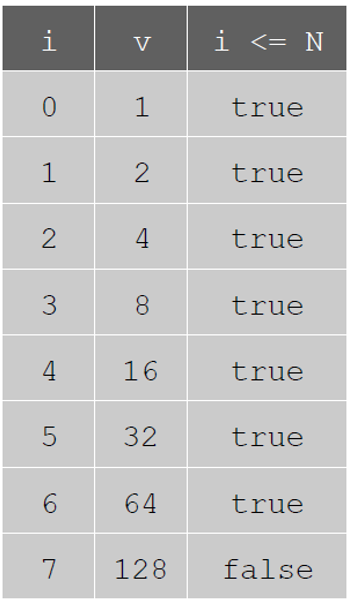 i v i <= N
0 1 true
1 2 true
2 4 true
3 8 true
4 16 true
5 32 true
6 64 true
7 128 false